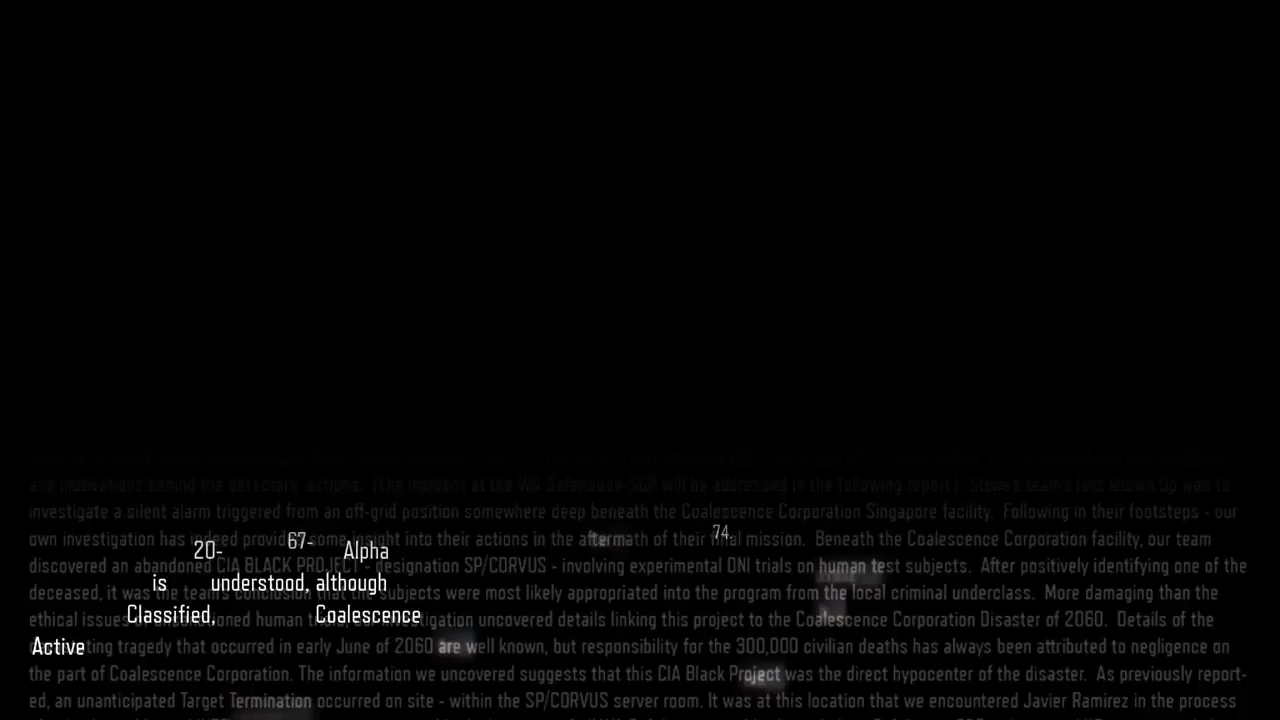 and motivations behind the defectors' actions. (The incident at the WA Safehouse-SGP will be addressed in the following report). Stone's team's last known Op was to
investigate a silent alarm triggered from an off-grid position somewhere deep beneath the Coalescence Corporation Singapore facility. Following in their footsteps - our
own investigation has into their actions in the aftermath of their mission. Beneath the Coalescence Corporation facility, our team
74.
67-
20- Alpha
discovered an abandoned CIA BLACK PROJECT - designation SP/CORVUS - involving experimental DNI trials on human test subjects. After positively identifying one of the
is understood, although
deceased, it was the team's conclusion that the subjects were most likely appropriated into the program from the local criminal underclass. More damaging than the
Classified, Coalescence
ethical issues human investigation uncovered details linking this project to the Coalescence Corporation Disaster of 2060. Details of the
Active
tragedy that occurred in early June of 2060 are well known, but responsibility for the 300,000 civilian deaths has always been attributed to negligence on
the part of Coalescence Corporation. The information we uncovered suggests that this CIA Black Project was the direct hypocenter of the disaster. As previously report-
ed, an unanticipated Target Termination occurred on site - within the SP/CORVUS server room. It was at this location that we encountered Javier Ramirez in the process